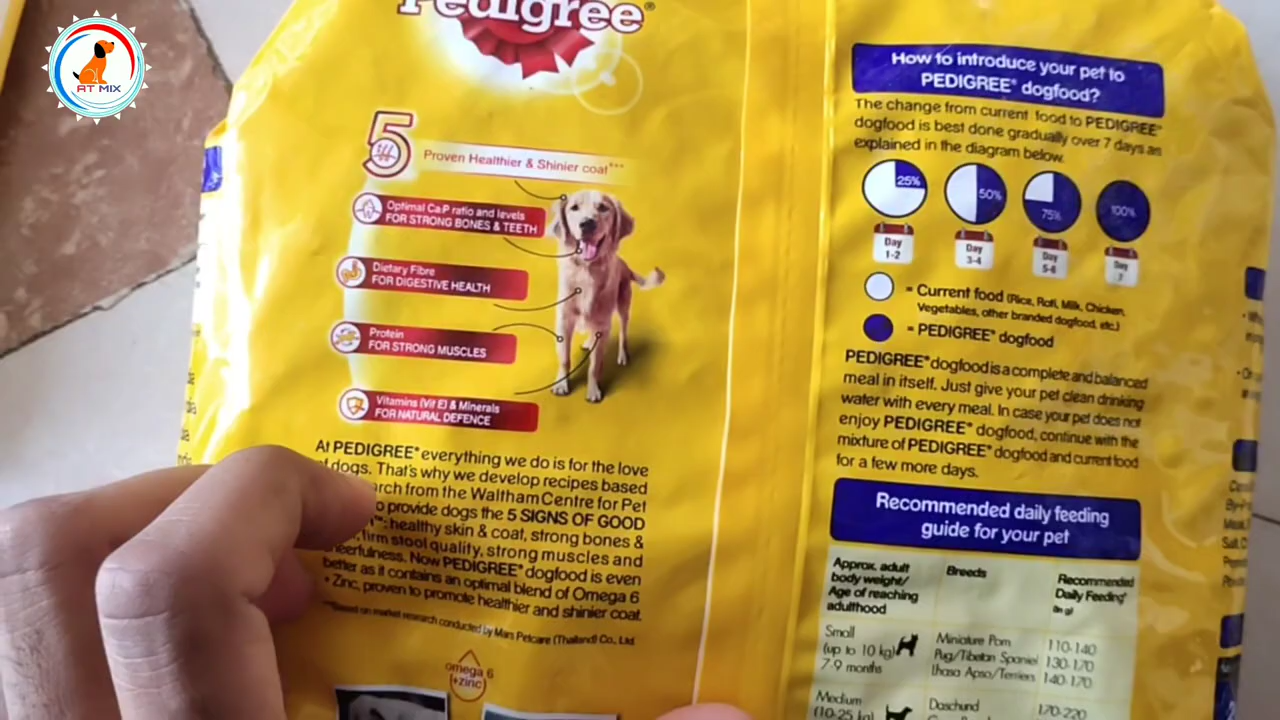 AT MIX
Pedigree®
5
Proven Healthier & Shinier coat***
Optimal Ca:P ratio and levels
FOR STRONG BONES & TEETH
Dietary Fibre
FOR DIGESTIVE HEALTH
Protein
FOR STRONG MUSCLES
Vitamins (Vit E) & Minerals
FOR NATURAL DEFENCE
At PEDIGREE® everything we do is for the love
of dogs. That's why we develop recipes based
arch from the Waltham Centre for Pet
o provide dogs the 5 SIGNS OF GOOD
healthy skin & coat, strong bones &
firm stool quality, strong muscles and
cheerfulness. Now PEDIGREE® dogfood is even
better as it contains an optimal blend of Omega 6
+ Zinc, proven to promote healthier and shinier coat.
***Based on market research conducted by Mars Petcare (Thailand) Co., Ltd.
omega 6
+zinc
How to introduce your pet to
PEDIGREE® dogfood?
The change from current food to PEDIGREE®
dogfood is best done gradually over 7 days as
explained in the diagram below.
25% 50% 75% 100%
Day Day Day Day
1-2 3-4 5-6 7
= Current food (Rice, Roti, Milk, Chicken,
Vegetables, other branded dogfood, etc.)
= PEDIGREE® dogfood
PEDIGREE® dogfood is a complete and balanced
meal in itself. Just give your pet clean drinking
water with every meal. In case your pet does not
enjoy PEDIGREE® dogfood, continue with the
mixture of PEDIGREE® dogfood and current food
for a few more days.
Recommended daily feeding
guide for your pet
Approx. adult
body weight/
Age of reaching
adulthood
Breeds
Recommended
Daily Feeding*
(in g)
Small
(up to 10 kg)
7-9 months
Miniature Pom 110-140
Pug/Tibetan Spaniel 130-170
Lhasa Apso/Terriers 140-170
Medium
(10-25 kg)
Daschund 170-220